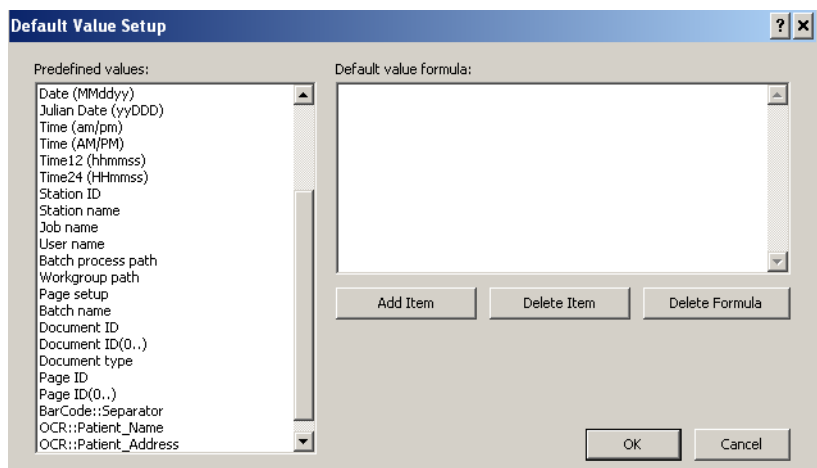 Default Value Setup
Predefined values:
Date (MMddyy)
Julian Date (yyDDD)
Time (am/pm)
Time (AM/PM)
Time12 (hhmmss)
Time24 (HHmmss)
Station ID
Station name
Job name
User name
Batch process path
Workgroup path
Page setup
Batch name
Document ID
Document ID(0..)
Document type
Page ID
Page ID(0..)
BarCode::Separator
OCR::Patient_Name
OCR::Patient_Address
Default value formula:
Add Item
Delete Item
Delete Formula
OK
Cancel